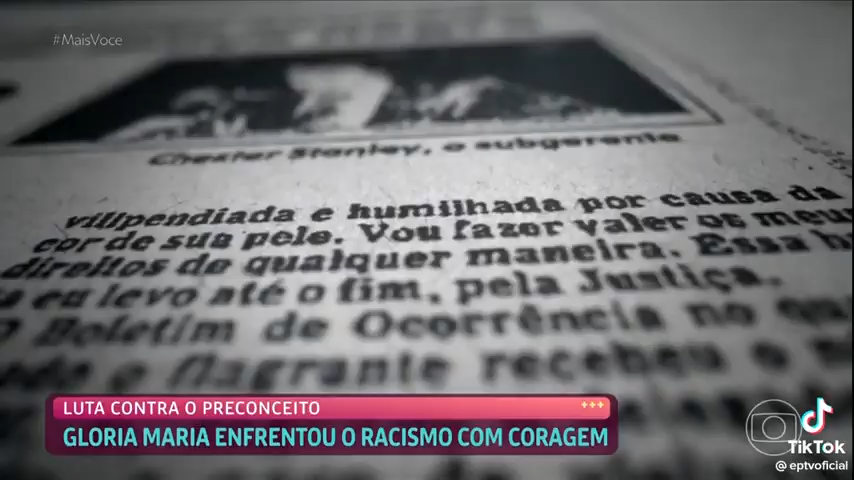 #MaisVoce
Chester Stanley, o subgerente
vilipendiada e humilhada por causa da
cor de sua pele. Vou fazer valer os meus
direitos de qualquer maneira. Essa
eu levo até o fim, pela Justiça.
Boletim de Ocorrência no
flagrante recebeu o
LUTA CONTRA O PRECONCEITO
GLORIA MARIA ENFRENTOU O RACISMO COM CORAGEM
TikTok
@ eptvoficial